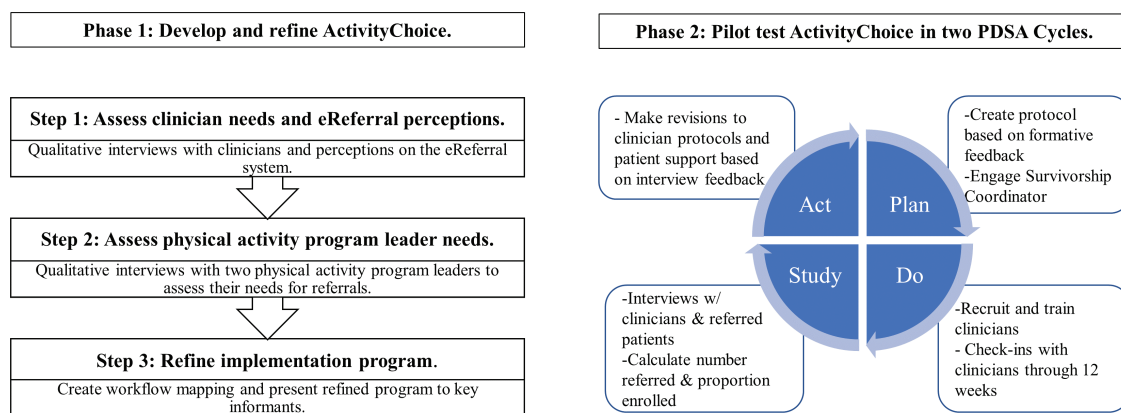 Phase 1: Develop and refine ActivityChoice.
Step 1: Assess clinician needs and eReferral perceptions.
Qualitative interviews with clinicians and perceptions on the eReferral
system.
Step 2: Assess physical activity program leader needs.
Qualitative interviews with two physical activity program leaders to
assess their needs for referrals.
Step 3: Refine implementation program.
Create workflow mapping and present refined program to key
informants.
Phase 2: Pilot test ActivityChoice in two PDSA Cycles.
- Make revisions to
clinician protocols and
patient support based
on interview feedback
-Create protocol
based on formative
feedback
-Engage Survivorship
Coordinator
Act
Plan
Study
Do
-Interviews w/
clinicians & referred
patients
-Calculate number
referred & proportion
enrolled
-Recruit and train
clinicians
- Check-ins with
clinicians through 12
weeks